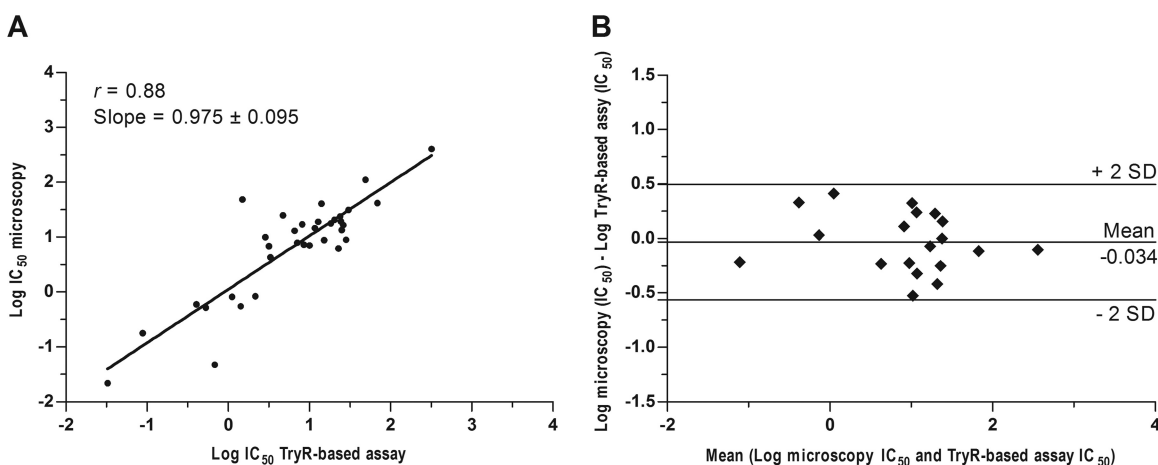 A
r = 0.88
Slope = 0.975 ± 0.095
4
3
2
1
0
-1
-2
Log IC50 microscopy
-2 -1 0 1 2 3 4
Log IC50 TryR-based assay
B
1.5
1.0
0.5
0.0
-0.5
-1.0
-1.5
Log microscopy (IC50) - Log TryR-based assy (IC50)
+ 2 SD
Mean
-0.034
- 2 SD
-2 0 2 4
Mean (Log microscopy IC50 and TryR-based assay IC50)